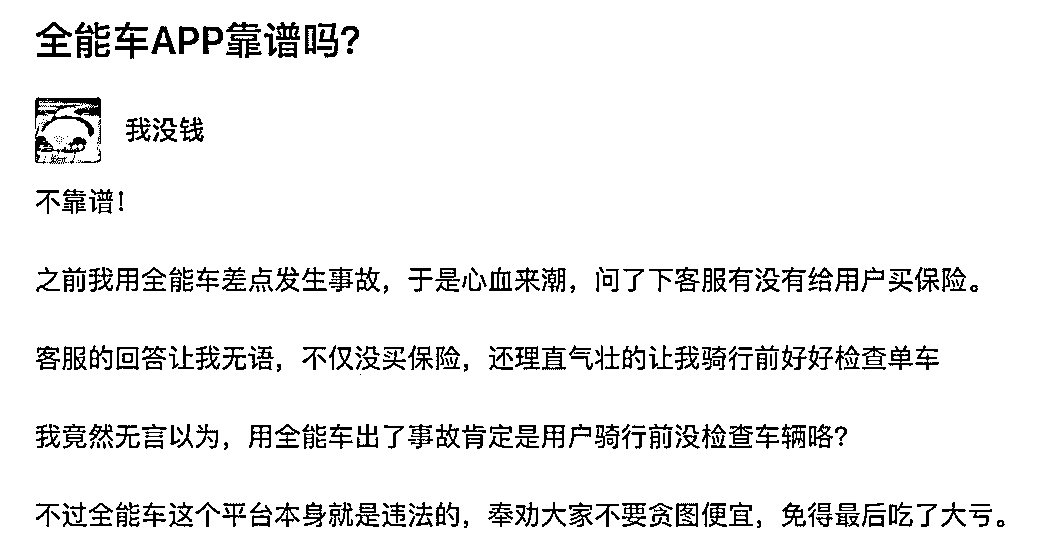 全能车APP靠谱吗?
我没钱
不靠谱!
之前我用全能车差点发生事故，于是心血来潮，问了下客服有没有给用户买保险。
客服的回答让我无语，不仅没买保险，还理直气壮的让我骑行前好好检查单车
我竟然无言以为，用全能车出了事故肯定是用户骑行前没检查车辆咯?
不过全能车这个平台本身就是违法的，奉劝大家不要贪图便宜，免得最后吃了大亏。